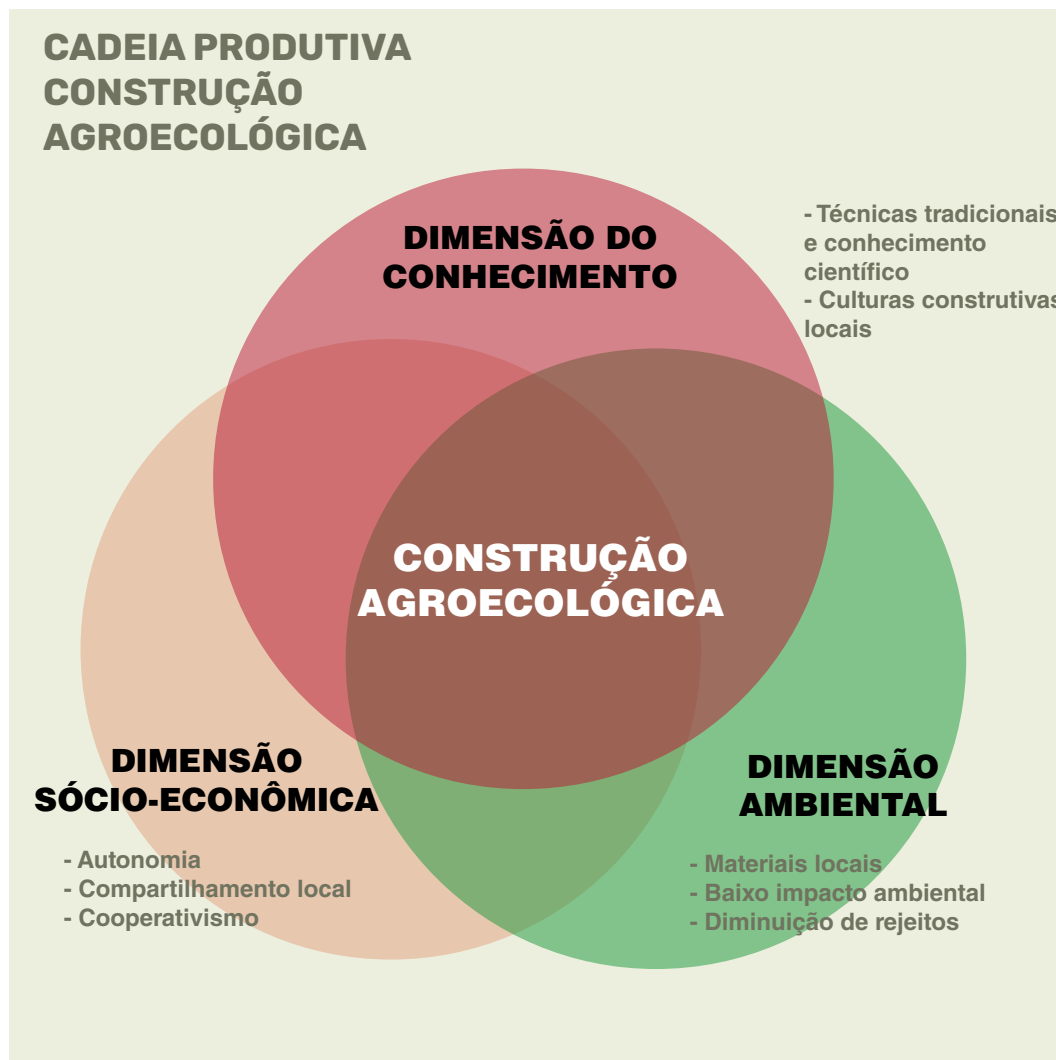 CADEIA PRODUTIVA
CONSTRUÇÃO
AGROECOLÓGICA
DIMENSÃO DO
CONHECIMENTO
- Técnicas tradicionais
e conhecimento
científico
- Culturas construtivas
locais
CONSTRUÇÃO
AGROECOLÓGICA
DIMENSÃO
SÓCIO-ECONÔMICA
- Autonomia
- Compartilhamento local
- Cooperativismo
DIMENSÃO
AMBIENTAL
- Materiais locais
- Baixo impacto ambiental
- Diminuição de rejeitos